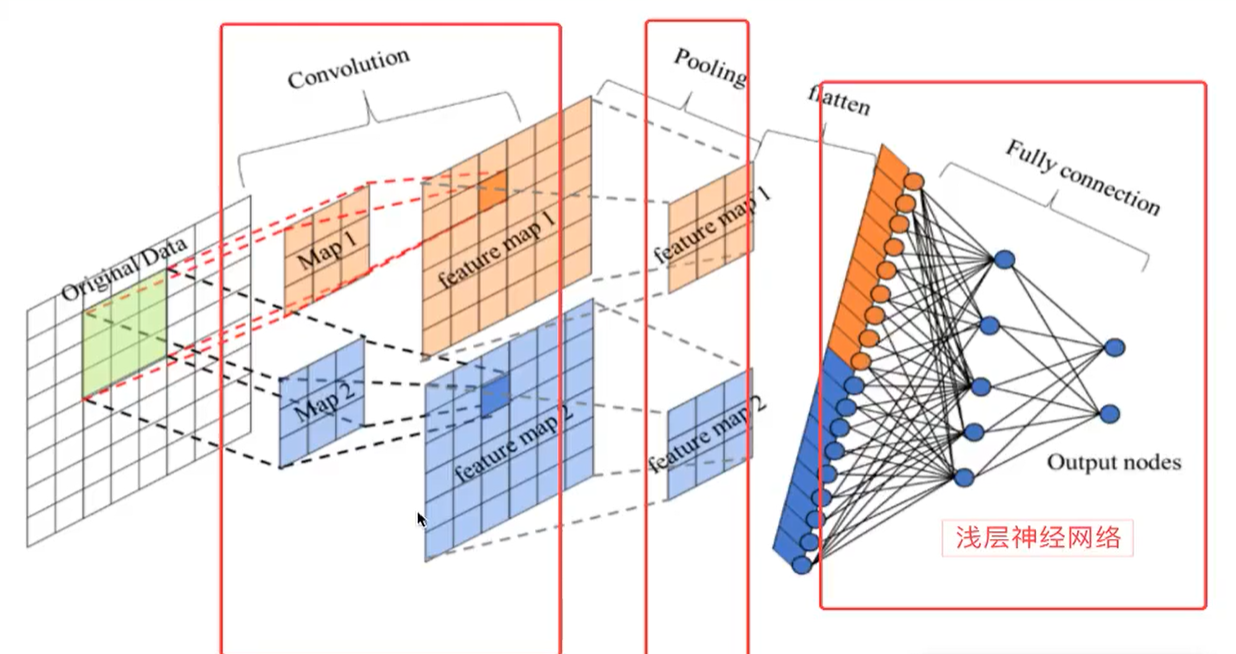 Convolution
Pooling
flatten
Fully connection
Original Data
Map 1
feature map 1
feature map 1
Map 2
feature map 2
feature map 2
Output nodes
浅层神经网络